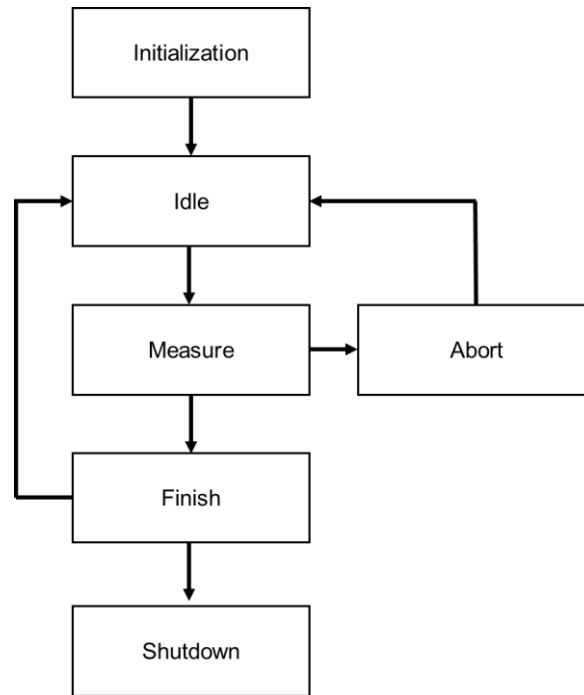 Initialization
Idle
Measure
Abort
Finish
Shutdown